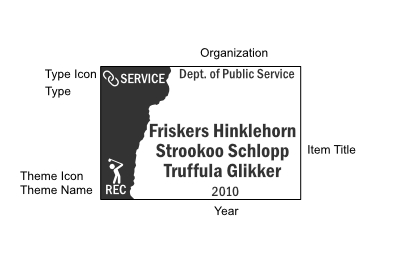 Organization
Type Icon
Type
SERVICE
Dept. of Public Service
Friskers Hinklehorn
Strookoo Schlopp
Truffula Glikker
Item Title
Theme Icon
Theme Name
REC
2010
Year